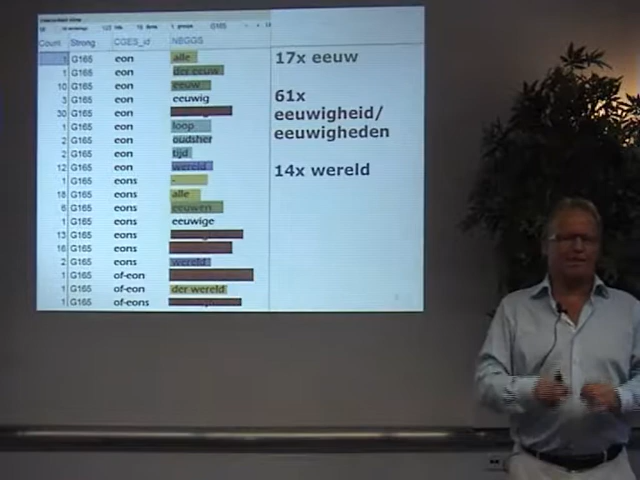 Count Strong CGES_id NBGGS
1 G165 eon alle
1 G165 eon der eeuw
10 G165 eon eeuw
3 G165 eon eeuwig
30 G165 eon
1 G165 eon loop
2 G165 eon oudsher
2 G165 eon tijd
12 G165 eon wereld
1 G165 eons -
18 G165 eons alle
6 G165 eons eeuwen
1 G165 eons eeuwige
13 G165 eons
16 G165 eons
2 G165 eons wereld
1 G165 of-eon
1 G165 of-eon der wereld
1 G165 of-eons
17x eeuw
61x
eeuwigheid/
eeuwigheden
14x wereld